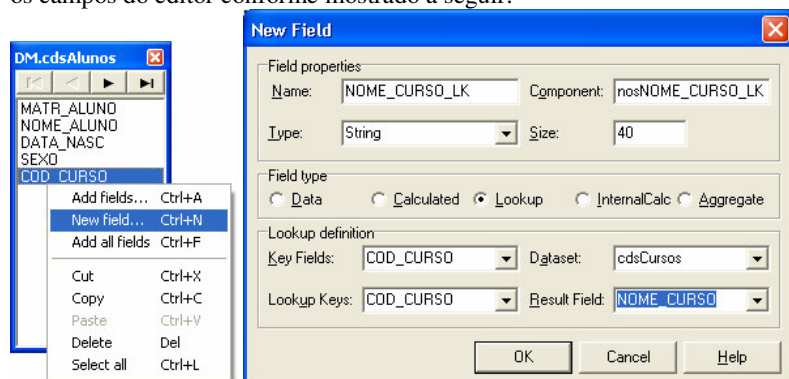 os campos do editor conforme mostrado a seguir:
DM.cdsAlunos
MATR_ALUNO
NOME_ALUNO
DATA_NASC
SEXO
COD_CURSO
Add fields... Ctrl+A
New field... Ctrl+N
Add all fields Ctrl+F
Cut Ctrl+X
Copy Ctrl+C
Paste Ctrl+V
Delete Del
Select all Ctrl+L
New Field
Field properties
Name: NOME_CURSO_LK Component: nosNOME_CURSO_LK
Type: String Size: 40
Field type
Data Calculated Lookup InternalCalc Aggregate
Lookup definition
Key Fields: COD_CURSO Dataset: cdsCursos
Lookup Keys: COD_CURSO Result Field: NOME_CURSO
OK Cancel Help